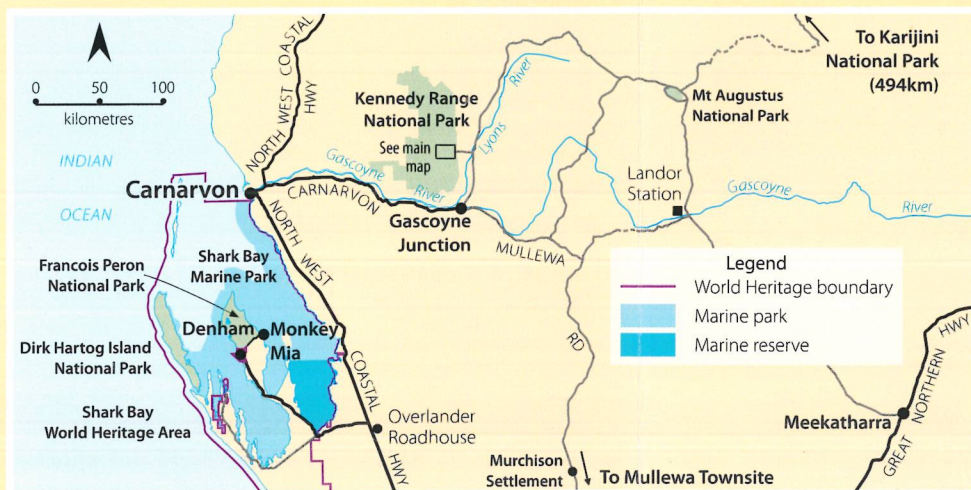 0 50 100
kilometres
NORTH WEST COASTAL
HWY
To Karijini
National Park
(494km)
Kennedy Range
National Park
See main
map
Lyons
River
Mt Augustus
National Park
INDIAN
OCEAN
Carnarvon
Gascoyne
River
CARNARVON
Gascoyne
Junction
MULLEWA
RD
Landor
Station
Gascoyne
River
NORTH WEST
COASTAL
HWY
Francois Peron
National Park
Shark Bay
Marine Park
Denham
Monkey
Mia
Dirk Hartog Island
National Park
Shark Bay
World Heritage Area
Overlander
Roadhouse
Legend
World Heritage boundary
Marine park
Marine reserve
Meekatharra
GREAT NORTHERN
HWY
Murchison
Settlement
To Mullewa Townsite